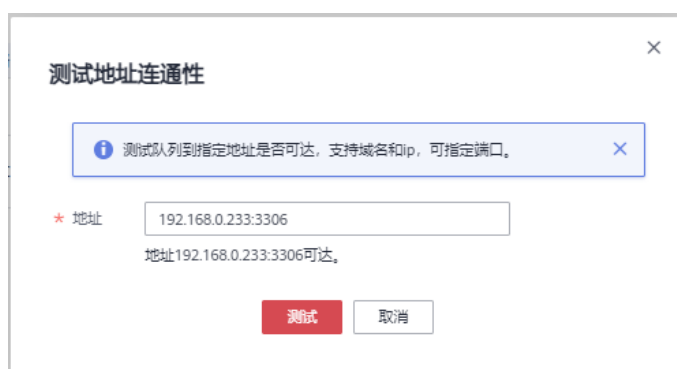 测试地址连通性
测试队列到指定地址是否可达，支持域名和ip，可指定端口。
* 地址 192.168.0.233:3306
地址192.168.0.233:3306可达。
测试 取消